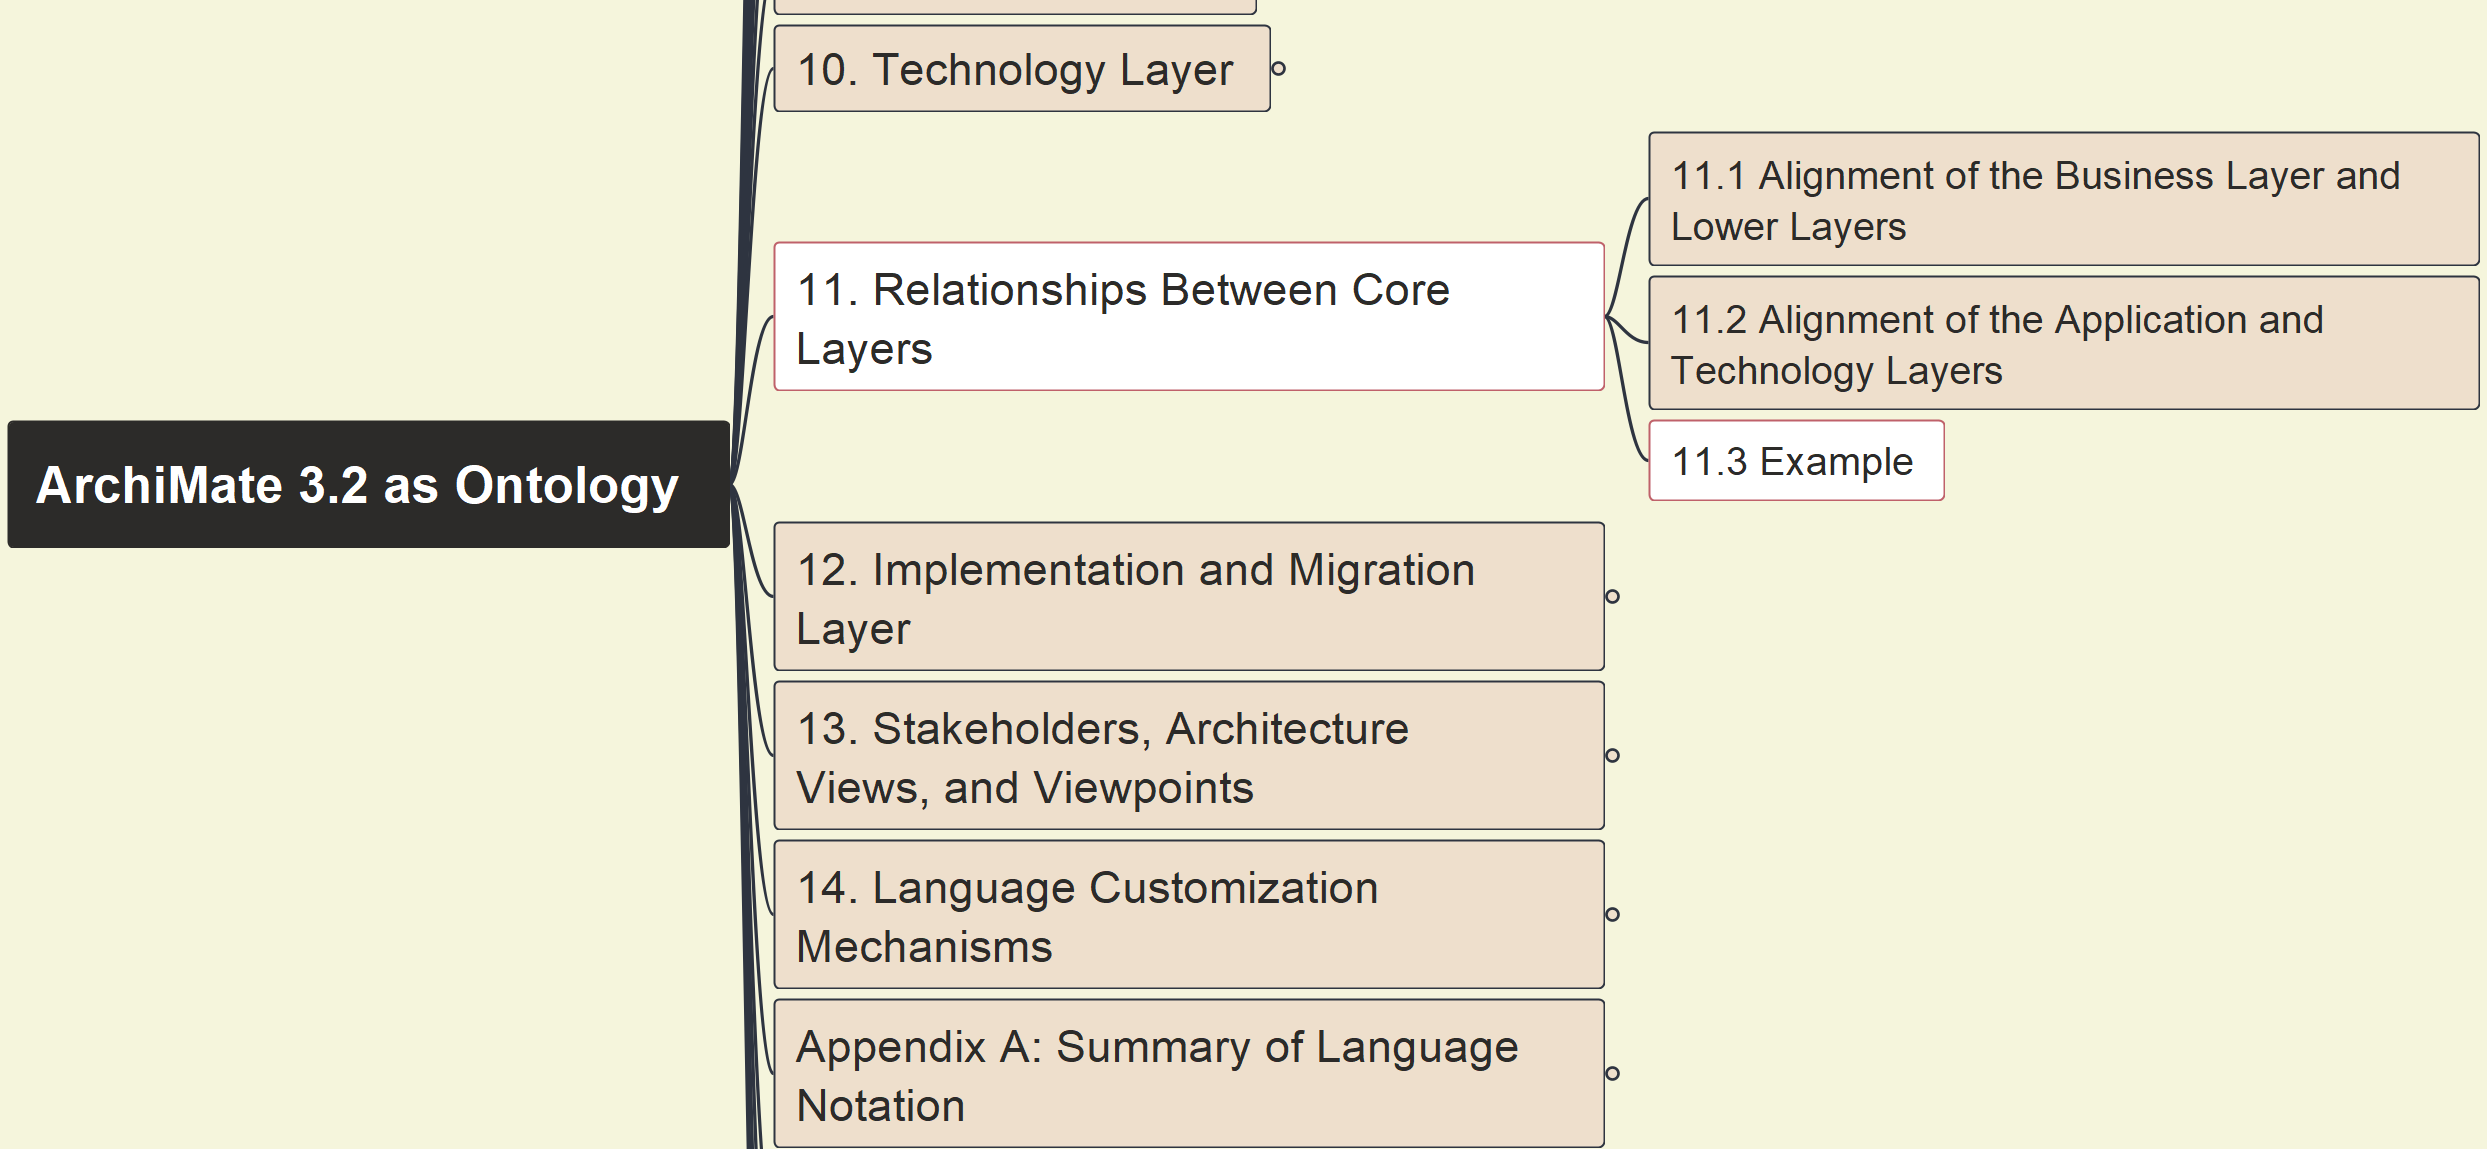 10. Technology Layer
11.1 Alignment of the Business Layer and
Lower Layers
11. Relationships Between Core
Layers
11.2 Alignment of the Application and
Technology Layers
11.3 Example
ArchiMate 3.2 as Ontology
12. Implementation and Migration
Layer
13. Stakeholders, Architecture
Views, and Viewpoints
14. Language Customization
Mechanisms
Appendix A: Summary of Language
Notation